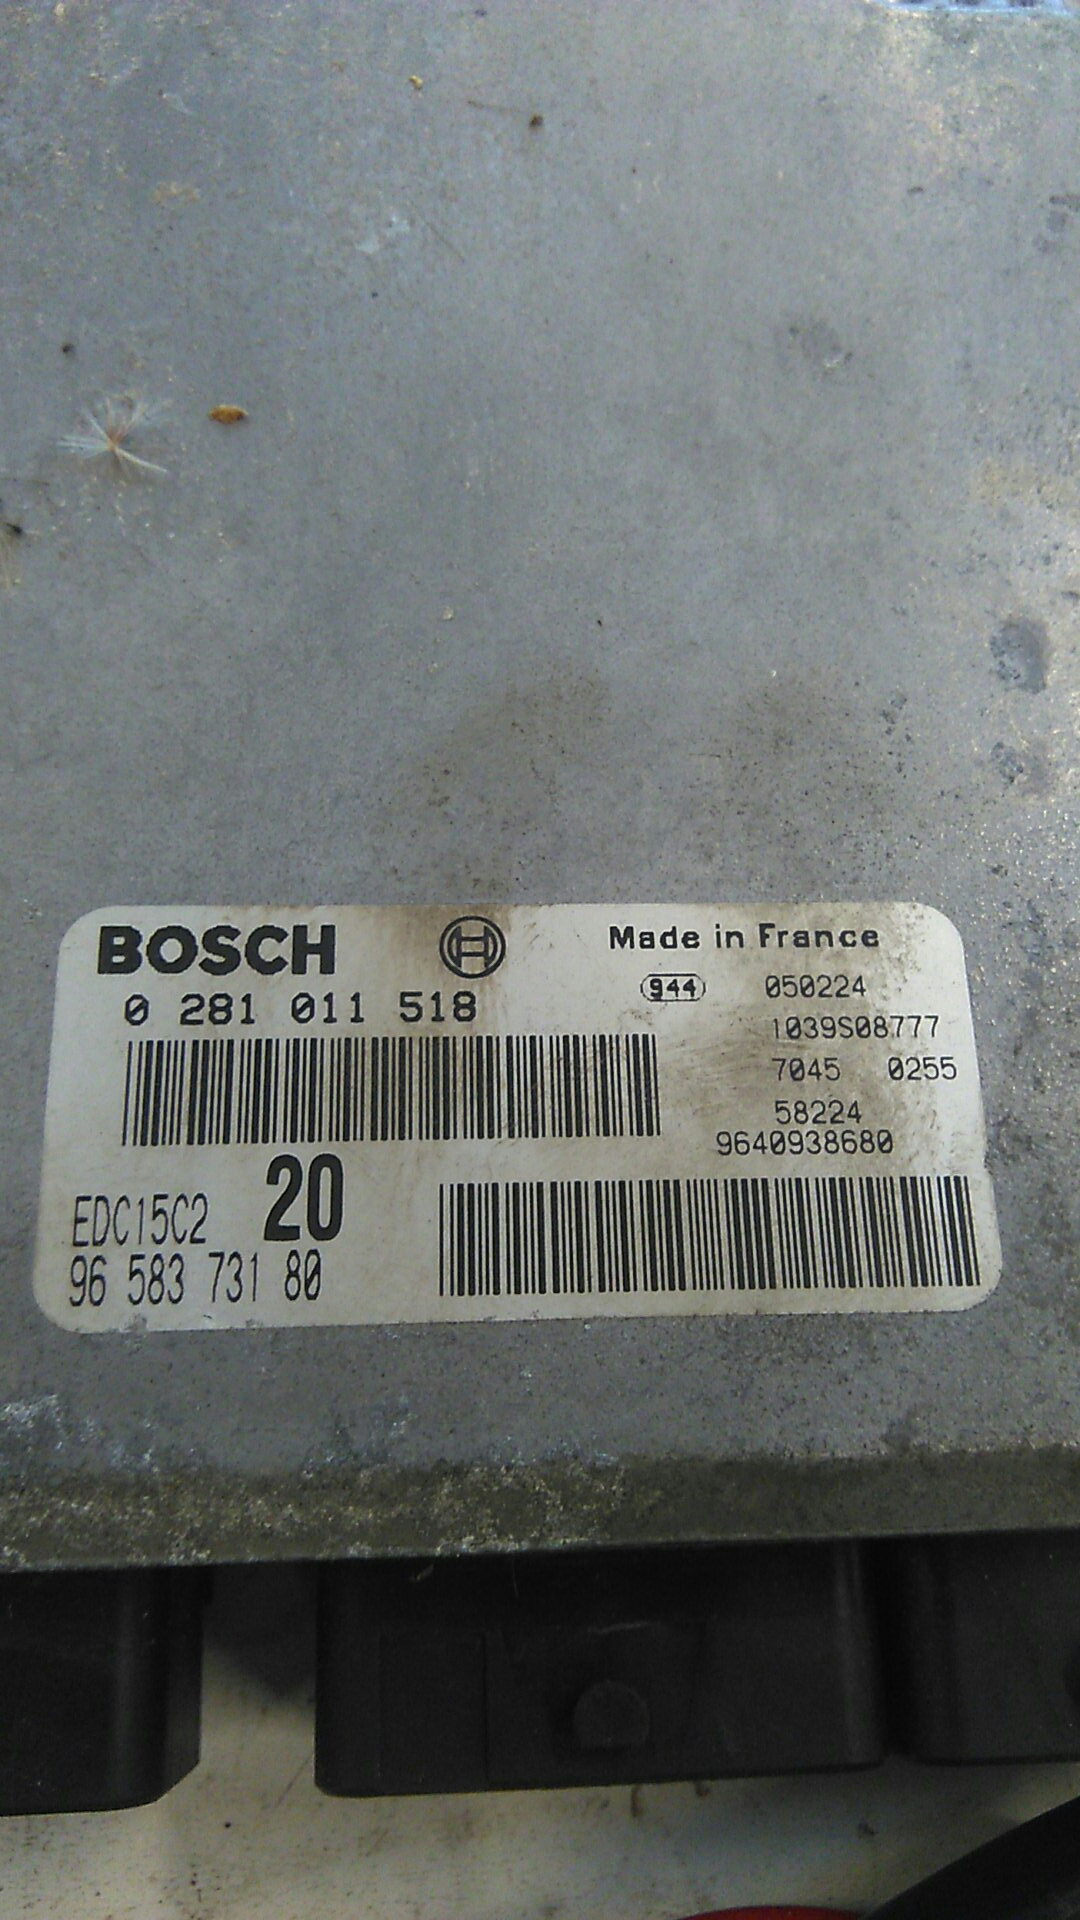 BOSCH
Made in France
0 281 011 518
944 050224
1039S08777
7045 0255
58224
9640938680
EDC15C2 20
96 583 731 80